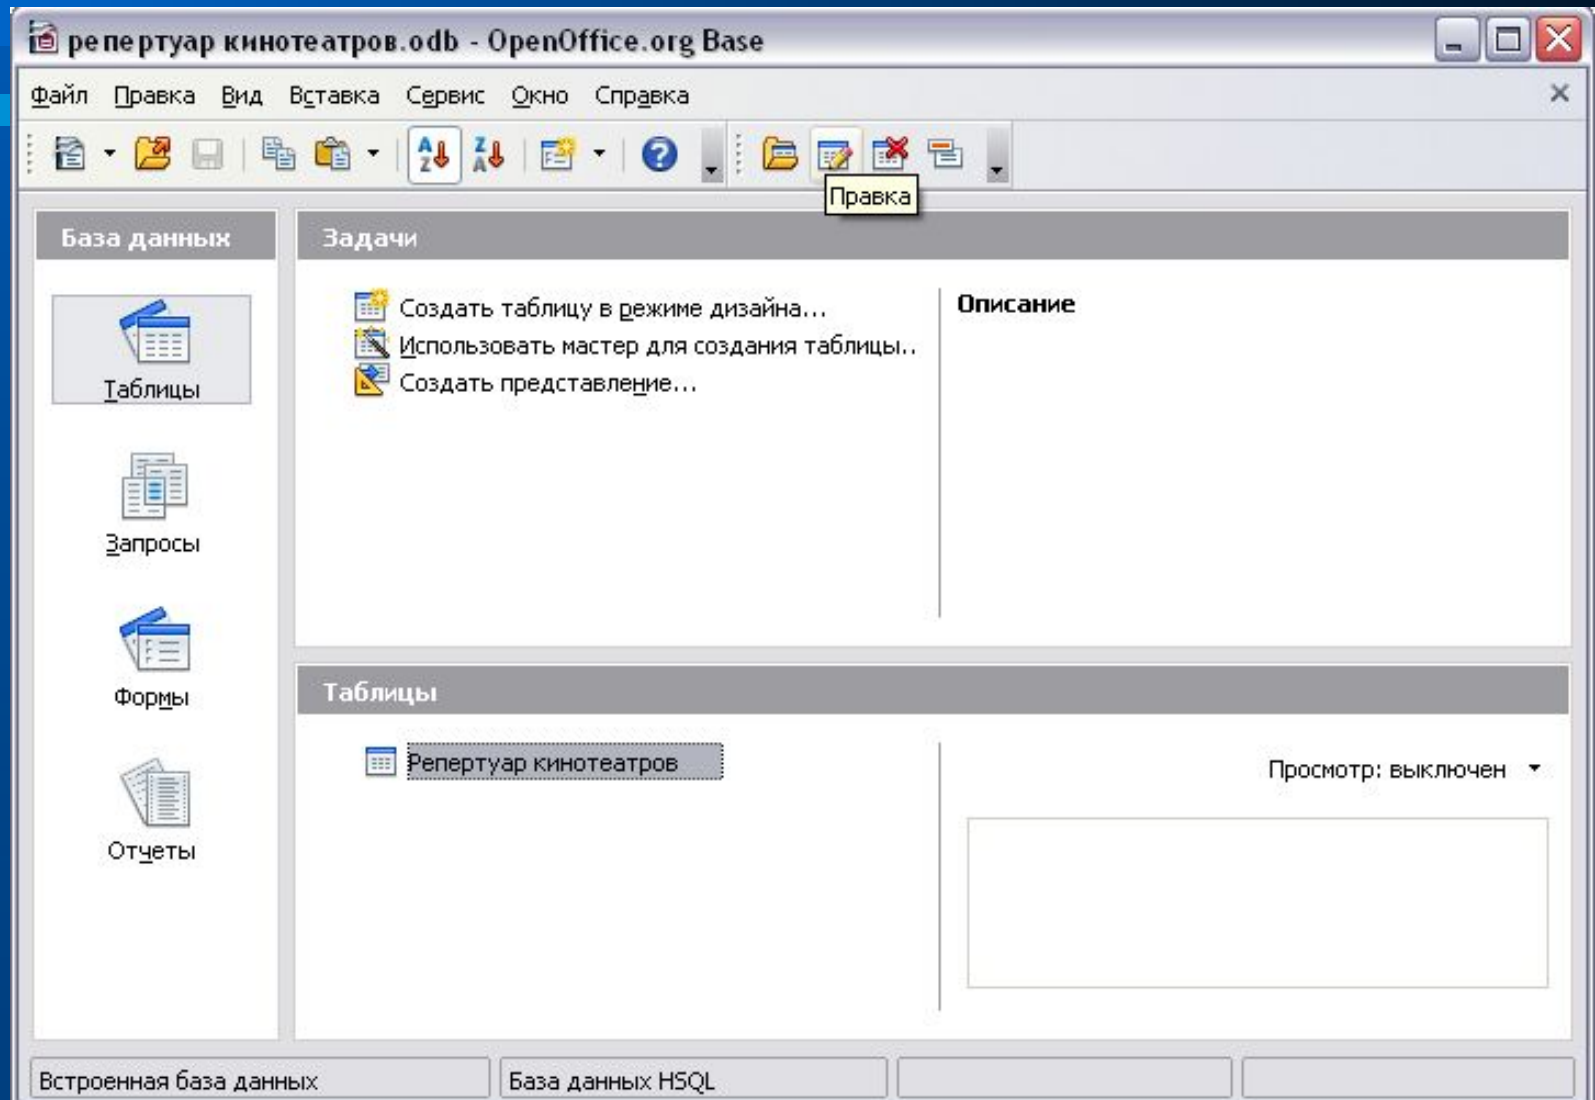 репертуар кинотеатров.odb - OpenOffice.org Base
Файл Правка Вид Вставка Сервис Окно Справка
Правка
База данных
Задачи
Таблицы
Запросы
Формы
Отчеты
Создать таблицу в режиме дизайна...
Использовать мастер для создания таблицы..
Создать представление...
Описание
Таблицы
Репертуар кинотеатров
Просмотр: выключен
Встроенная база данных
База данных HSQL